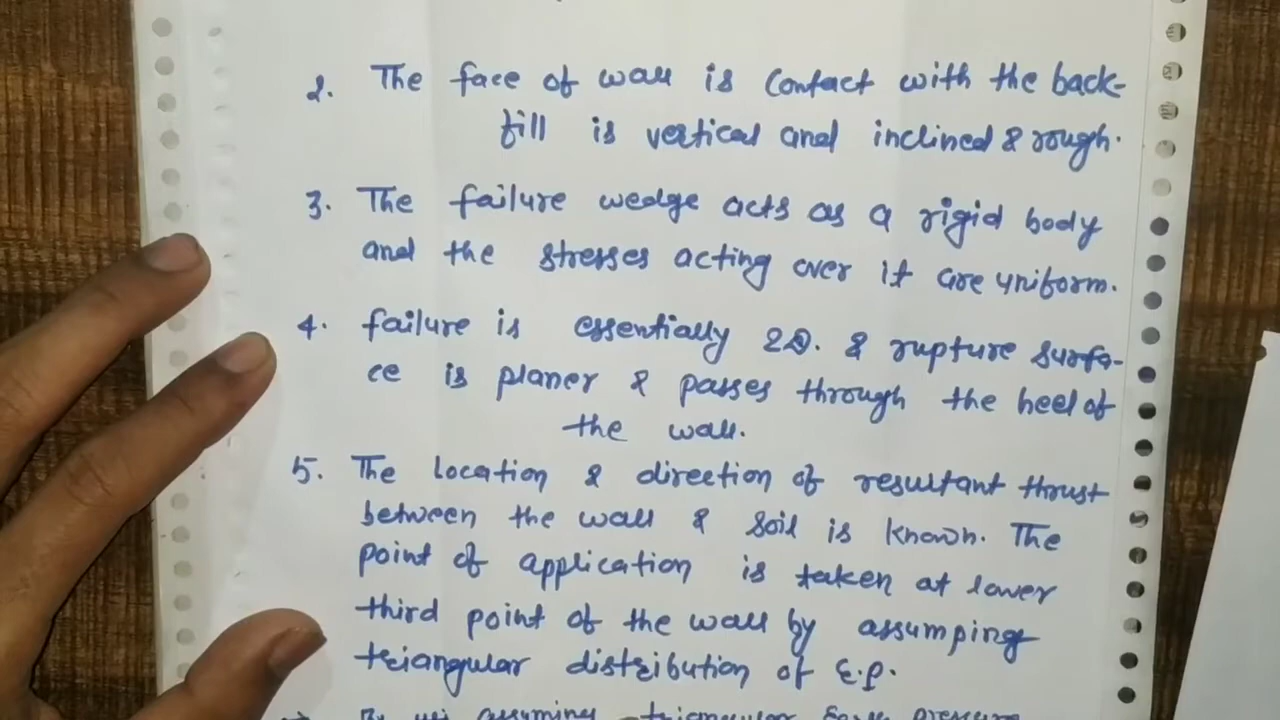 2. The face of wall is Contact with the back-
fill is vertical and inclined & rough.
3. The failure wedge acts as a rigid body
and the stresses acting over it are uniform.
4. failure is essentially 2D. & rupture surfa-
ce is planer & passes through the heel of
the wall.
5. The location & direction of resultant thrust
between the wall & soil is known. The
point of application is taken at lower
third point of the wall by assumping
triangular distribution of E.P.
assuming triangular Earth pressure